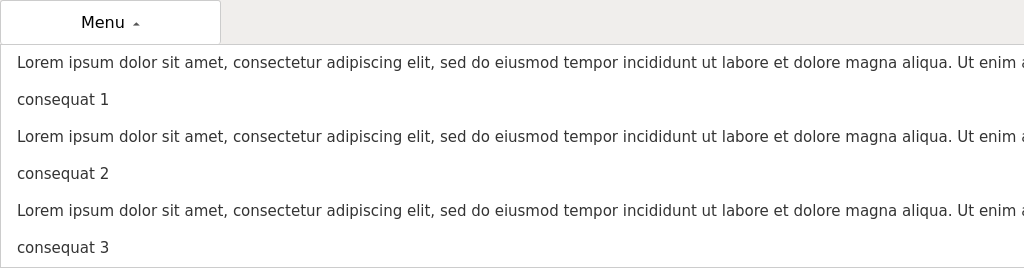 Menu
Lorem ipsum dolor sit amet, consectetur adipiscing elit, sed do eiusmod tempor incididunt ut labore et dolore magna aliqua. Ut enim
consequat 1
Lorem ipsum dolor sit amet, consectetur adipiscing elit, sed do eiusmod tempor incididunt ut labore et dolore magna aliqua. Ut enim
consequat 2
Lorem ipsum dolor sit amet, consectetur adipiscing elit, sed do eiusmod tempor incididunt ut labore et dolore magna aliqua. Ut enim
consequat 3